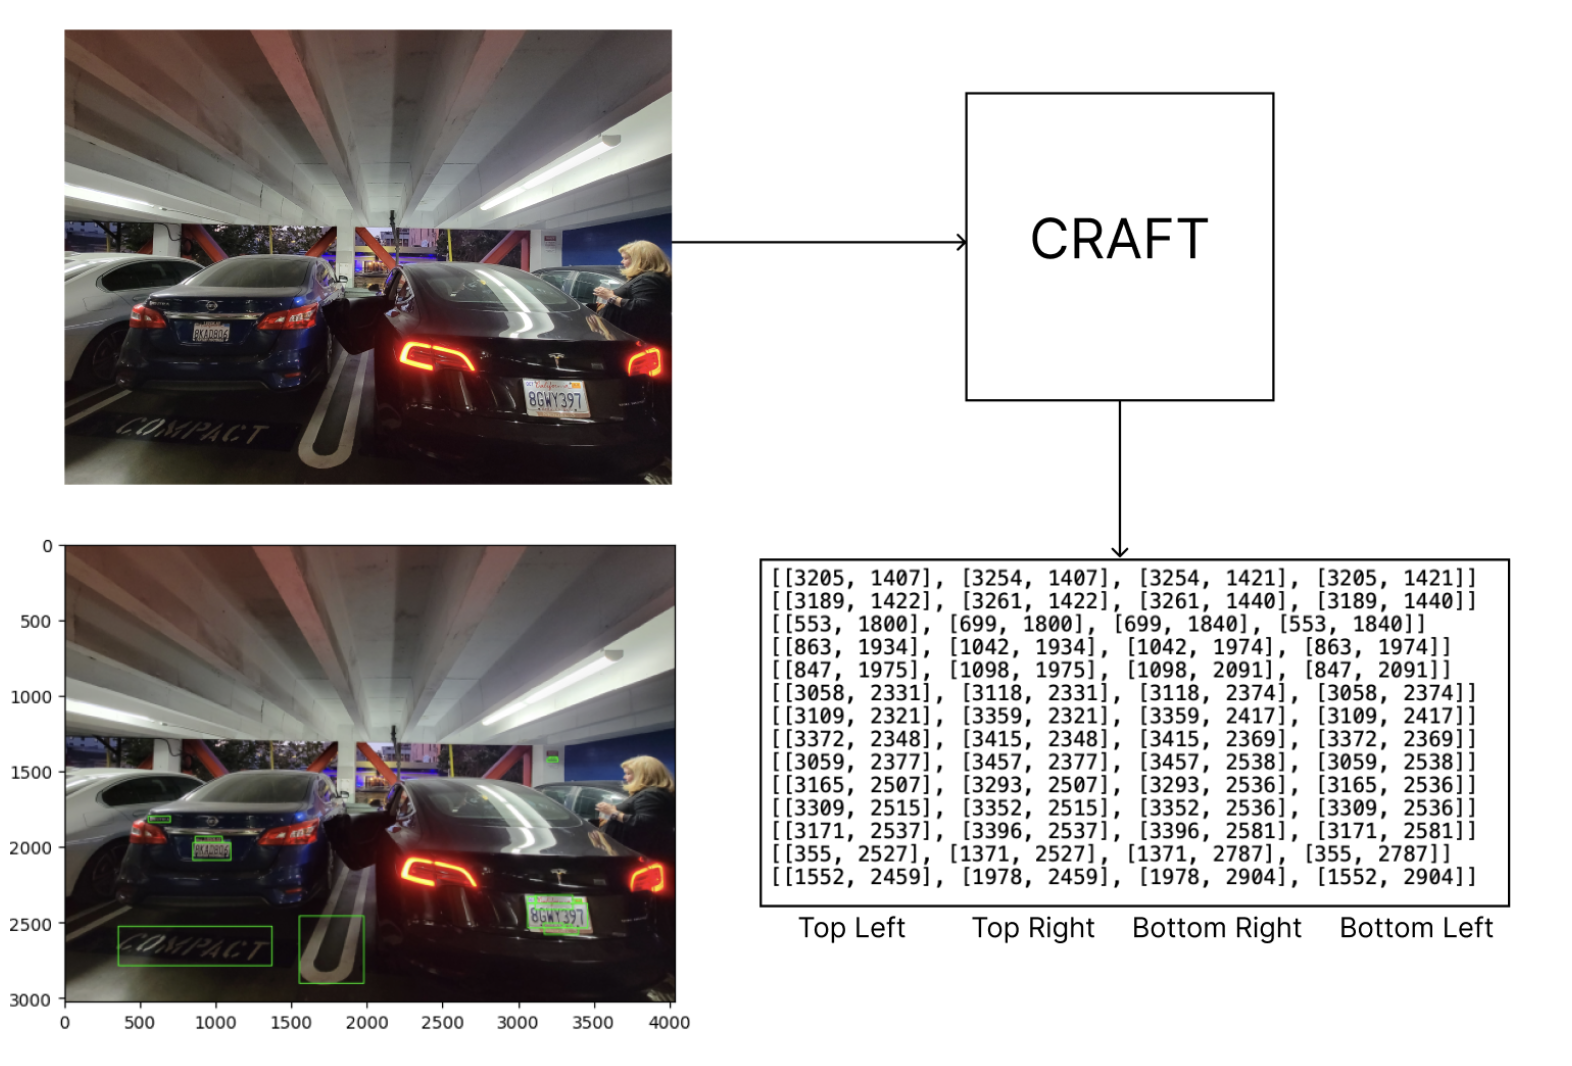 California
8GWY397
COMPACT
CRAFT
0
500
1000
1500
2000
2500
3000
0 500 1000 1500 2000 2500 3000 3500 4000
8GWY397
COMPACT
[[3205, 1407], [3254, 1407], [3254, 1421], [3205, 1421]]
[[3189, 1422], [3261, 1422], [3261, 1440], [3189, 1440]]
[[553, 1800], [699, 1800], [699, 1840], [553, 1840]]
[[863, 1934], [1042, 1934], [1042, 1974], [863, 1974]]
[[847, 1975], [1098, 1975], [1098, 2091], [847, 2091]]
[[3058, 2331], [3118, 2331], [3118, 2374], [3058, 2374]]
[[3109, 2321], [3359, 2321], [3359, 2417], [3109, 2417]]
[[3372, 2348], [3415, 2348], [3415, 2369], [3372, 2369]]
[[3059, 2377], [3457, 2377], [3457, 2538], [3059, 2538]]
[[3165, 2507], [3293, 2507], [3293, 2536], [3165, 2536]]
[[3309, 2515], [3352, 2515], [3352, 2536], [3309, 2536]]
[[3171, 2537], [3396, 2537], [3396, 2581], [3171, 2581]]
[[355, 2527], [1371, 2527], [1371, 2787], [355, 2787]]
[[1552, 2459], [1978, 2459], [1978, 2904], [1552, 2904]]
Top Left Top Right Bottom Right Bottom Left